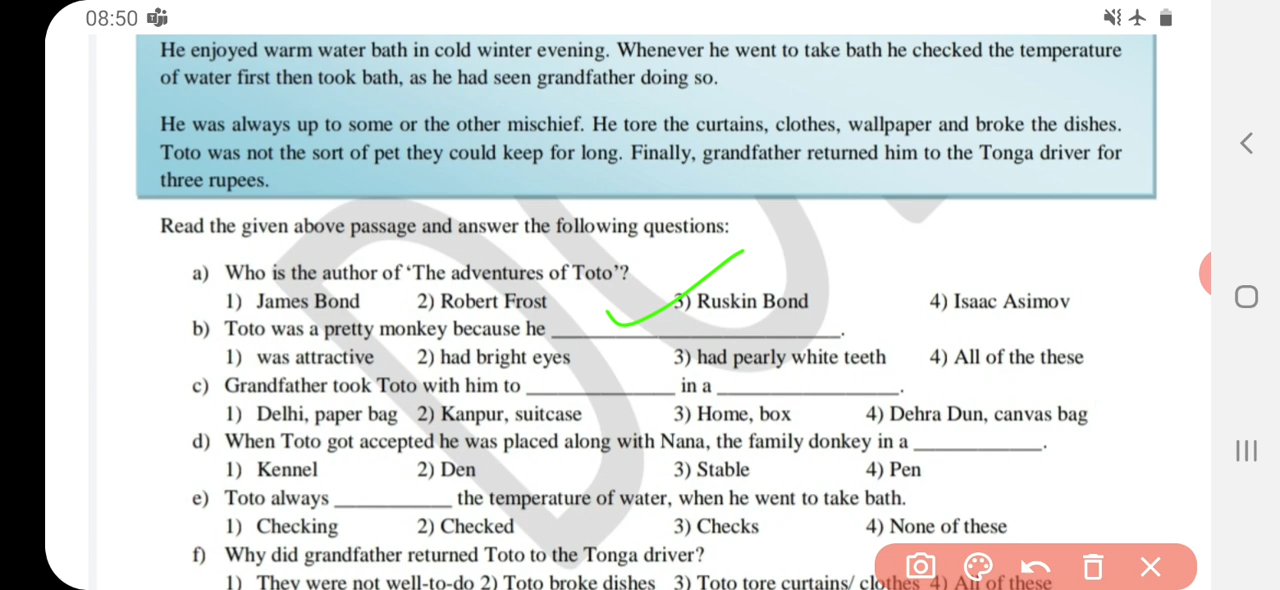 08:50
He enjoyed warm water bath in cold winter evening. Whenever he went to take bath he checked the temperature
of water first then took bath, as he had seen grandfather doing so.
He was always up to some or the other mischief. He tore the curtains, clothes, wallpaper and broke the dishes.
Toto was not the sort of pet they could keep for long. Finally, grandfather returned him to the Tonga driver for
three rupees.
Read the given above passage and answer the following questions:
a) Who is the author of ‘The adventures of Toto’?
1) James Bond 2) Robert Frost 3) Ruskin Bond 4) Isaac Asimov
b) Toto was a pretty monkey because he ______________________________.
1) was attractive 2) had bright eyes 3) had pearly white teeth 4) All of the these
c) Grandfather took Toto with him to _______________ in a ___________________.
1) Delhi, paper bag 2) Kanpur, suitcase 3) Home, box 4) Dehra Dun, canvas bag
d) When Toto got accepted he was placed along with Nana, the family donkey in a _____________.
1) Kennel 2) Den 3) Stable 4) Pen
e) Toto always ____________ the temperature of water, when he went to take bath.
1) Checking 2) Checked 3) Checks 4) None of these
f) Why did grandfather returned Toto to the Tonga driver?
1) They were not well-to-do 2) Toto broke dishes 3) Toto tore curtains/ clothes 4) All of these